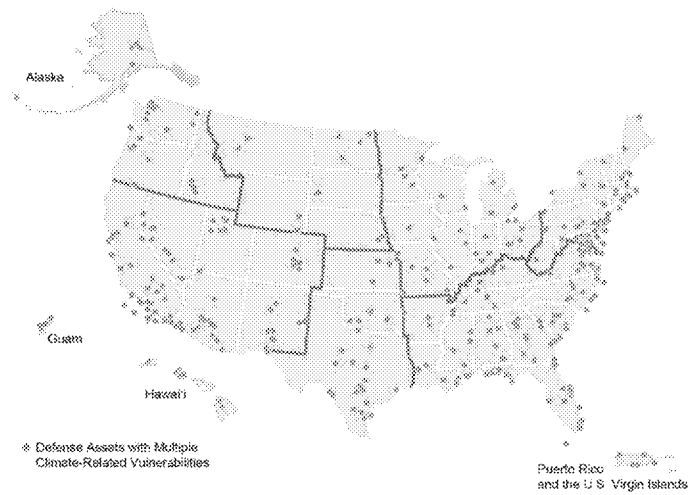 Alaska
Guam
Hawai'i
Defense Assets with Multiple
Climate-Related Vulnerabilities
Puerto Rico
and the U.S. Virgin Islands